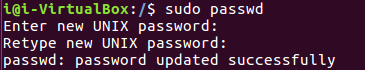 i@i-VirtualBox:/$ sudo passwd
Enter new UNIX password:
Retype new UNIX password:
passwd: password updated successfully